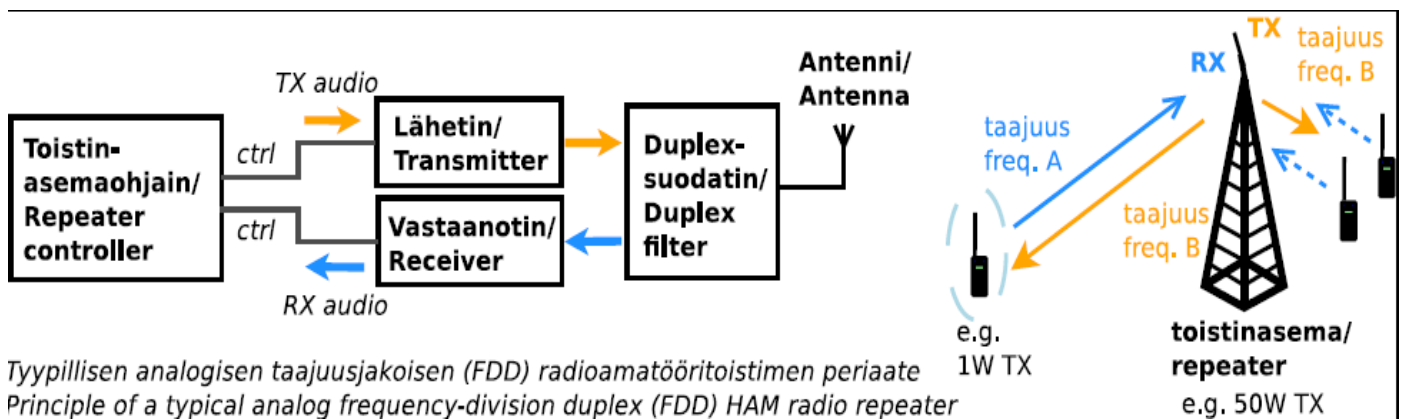 TX audio
Toistin-
asemaohjain/
Repeater
controller
ctrl
ctrl
Lähetin/
Transmitter
Vastaanotin/
Receiver
RX audio
Duplex-
suodatin/
Duplex
filter
Antenni/
Antenna
TX
RX
taajuus
freq. B
taajuus
freq. A
taajuus
freq. B
e.g.
1W TX
toistinasema/
repeater
e.g. 50W TX
Tyypillisen analogisen taajuusjakoisen (FDD) radioamatööritoistimen periaate
Principle of a typical analog frequency-division duplex (FDD) HAM radio repeater